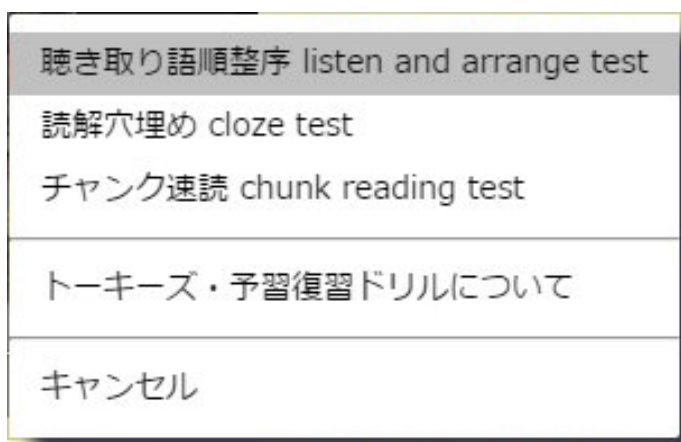 聴き取り語順整序 listen and arrange test
読解穴埋め cloze test
チャンク速読 chunk reading test
トーキーズ・予習復習ドリルについて
キャンセル